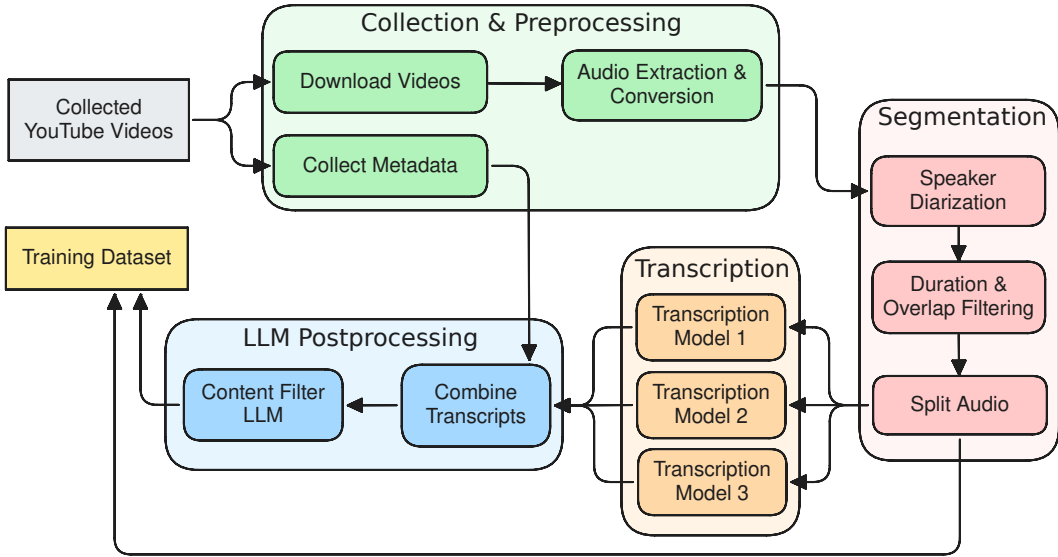 Collection & Preprocessing
Collected
YouTube Videos
Download Videos
Audio Extraction &
Conversion
Collect Metadata
Segmentation
Speaker
Diarization
Duration &
Overlap Filtering
Split Audio
Transcription
Transcription
Model 1
Transcription
Model 2
Transcription
Model 3
LLM Postprocessing
Combine
Transcripts
Content Filter
LLM
Training Dataset